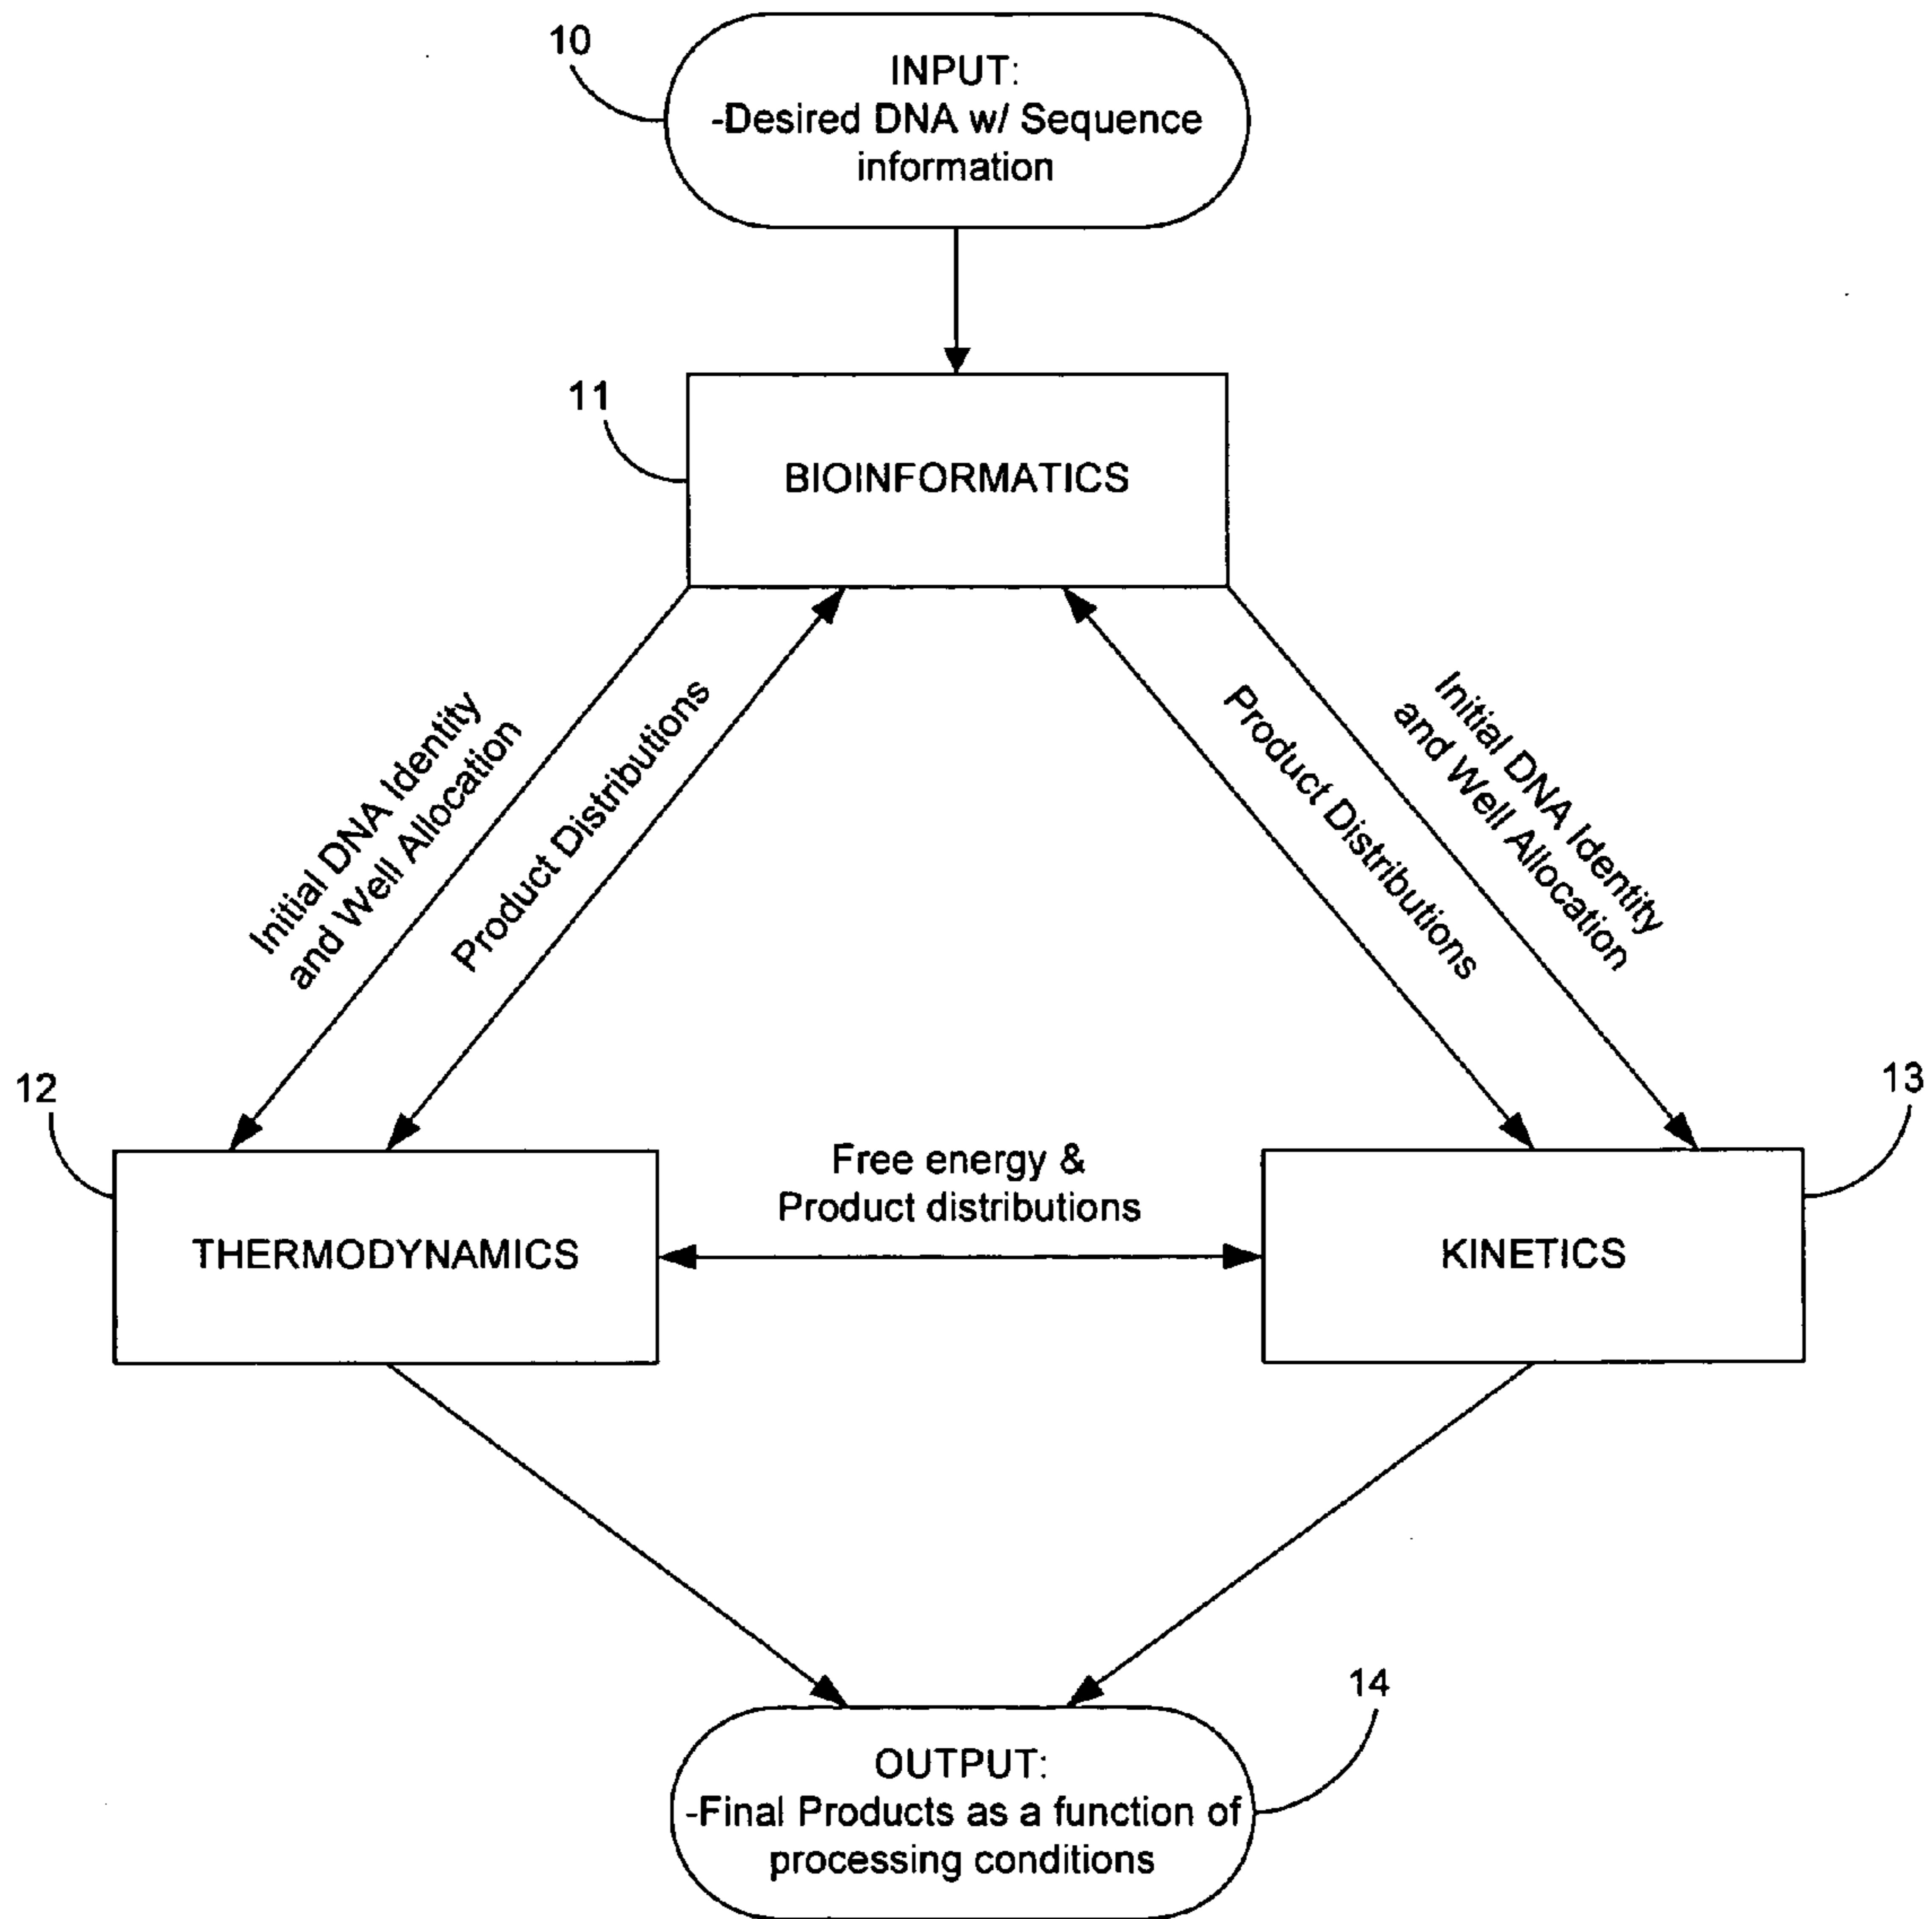 10
INPUT:
-Desired DNA w/ Sequence
information
11
BIOINFORMATICS
Initial DNA Identity
and Well Allocation
Product Distributions
Product Distributions
Initial DNA Identity
and Well Allocation
12
13
Free energy &
Product distributions
THERMODYNAMICS
KINETICS
14
OUTPUT:
-Final Products as a function of
processing conditions